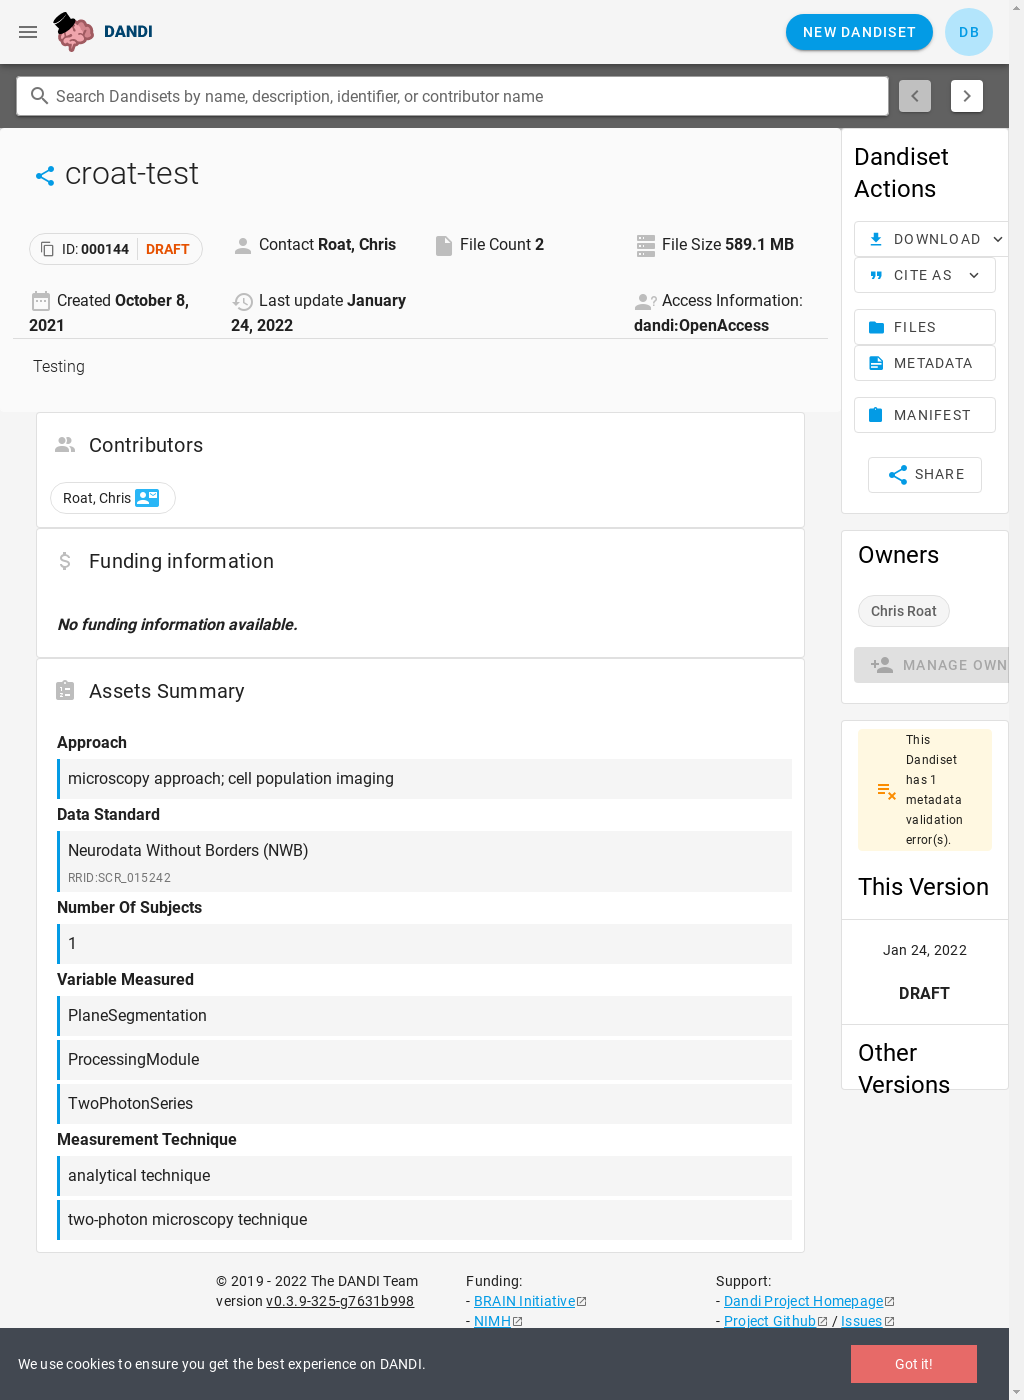 DANDI
NEW DANDISET
DB
Search Dandisets by name, description, identifier, or contributor name
croat-test
ID: 000144 DRAFT
Contact Roat, Chris
File Count 2
File Size 589.1 MB
Created October 8,
2021
Last update January
24, 2022
Access Information:
dandi:OpenAccess
Testing
Contributors
Roat, Chris
Funding information
No funding information available.
Assets Summary
Approach
microscopy approach; cell population imaging
Data Standard
Neurodata Without Borders (NWB)
RRID:SCR_015242
Number Of Subjects
1
Variable Measured
PlaneSegmentation
ProcessingModule
TwoPhotonSeries
Measurement Technique
analytical technique
two-photon microscopy technique
Dandiset
Actions
DOWNLOAD
CITE AS
FILES
METADATA
MANIFEST
SHARE
Owners
Chris Roat
MANAGE OWN
This
Dandiset
has 1
metadata
validation
error(s).
This Version
Jan 24, 2022
DRAFT
Other
Versions
© 2019 - 2022 The DANDI Team
version v0.3.9-325-g7631b998
Funding:
- BRAIN Initiative
- NIMH
Support:
- Dandi Project Homepage
- Project Github / Issues
We use cookies to ensure you get the best experience on DANDI.
Got it!